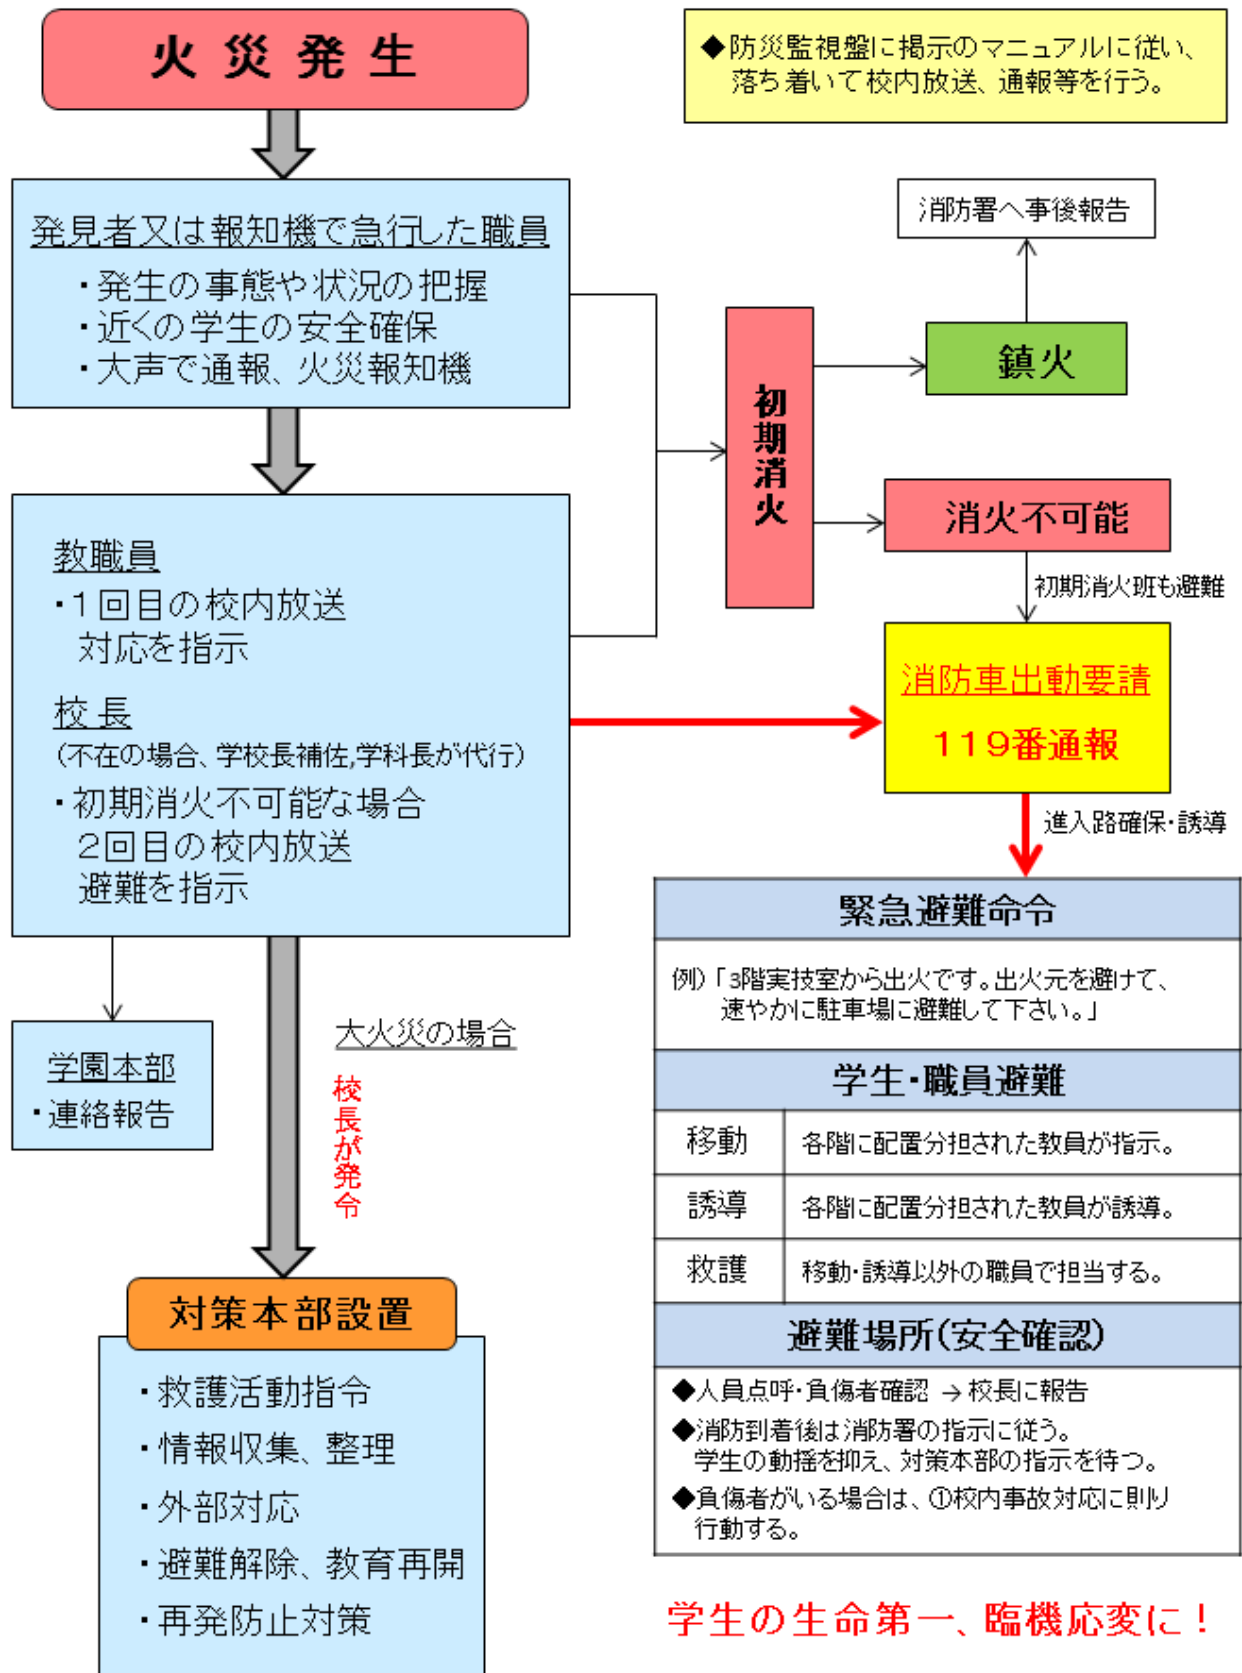 火災発生
◆防災監視盤に掲示のマニュアルに従い、
落ち着いて校内放送、通報等を行う。
発見者又は報知機で急行した職員
・発生の事態や状況の把握
・近くの学生の安全確保
・大声で通報、火災報知機
消防署へ事後報告
鎮火
初期消火
消火不可能
初期消火班も避難
教職員
・1回目の校内放送
対応を指示
校長
(不在の場合、学校長補佐,学科長が代行)
・初期消火不可能な場合
2回目の校内放送
避難を指示
消防車出動要請
119番通報
進入路確保・誘導
学園本部
・連絡報告
大火災の場合
校長が発令
対策本部設置
・救護活動指令
・情報収集、整理
・外部対応
・避難解除、教育再開
・再発防止対策
緊急避難命令
例)「3階実技室から出火です。出火元を避けて、
速やかに駐車場に避難して下さい。」
学生・職員避難
移動 各階に配置分担された教員が指示。
誘導 各階に配置分担された教員が誘導。
救護 移動・誘導以外の職員で担当する。
避難場所(安全確認)
◆人員点呼・負傷者確認 → 校長に報告
◆消防到着後は消防署の指示に従う。
学生の動揺を抑え、対策本部の指示を待つ。
◆負傷者がいる場合は、①校内事故対応に則り
行動する。
学生の生命第一、臨機応変に!